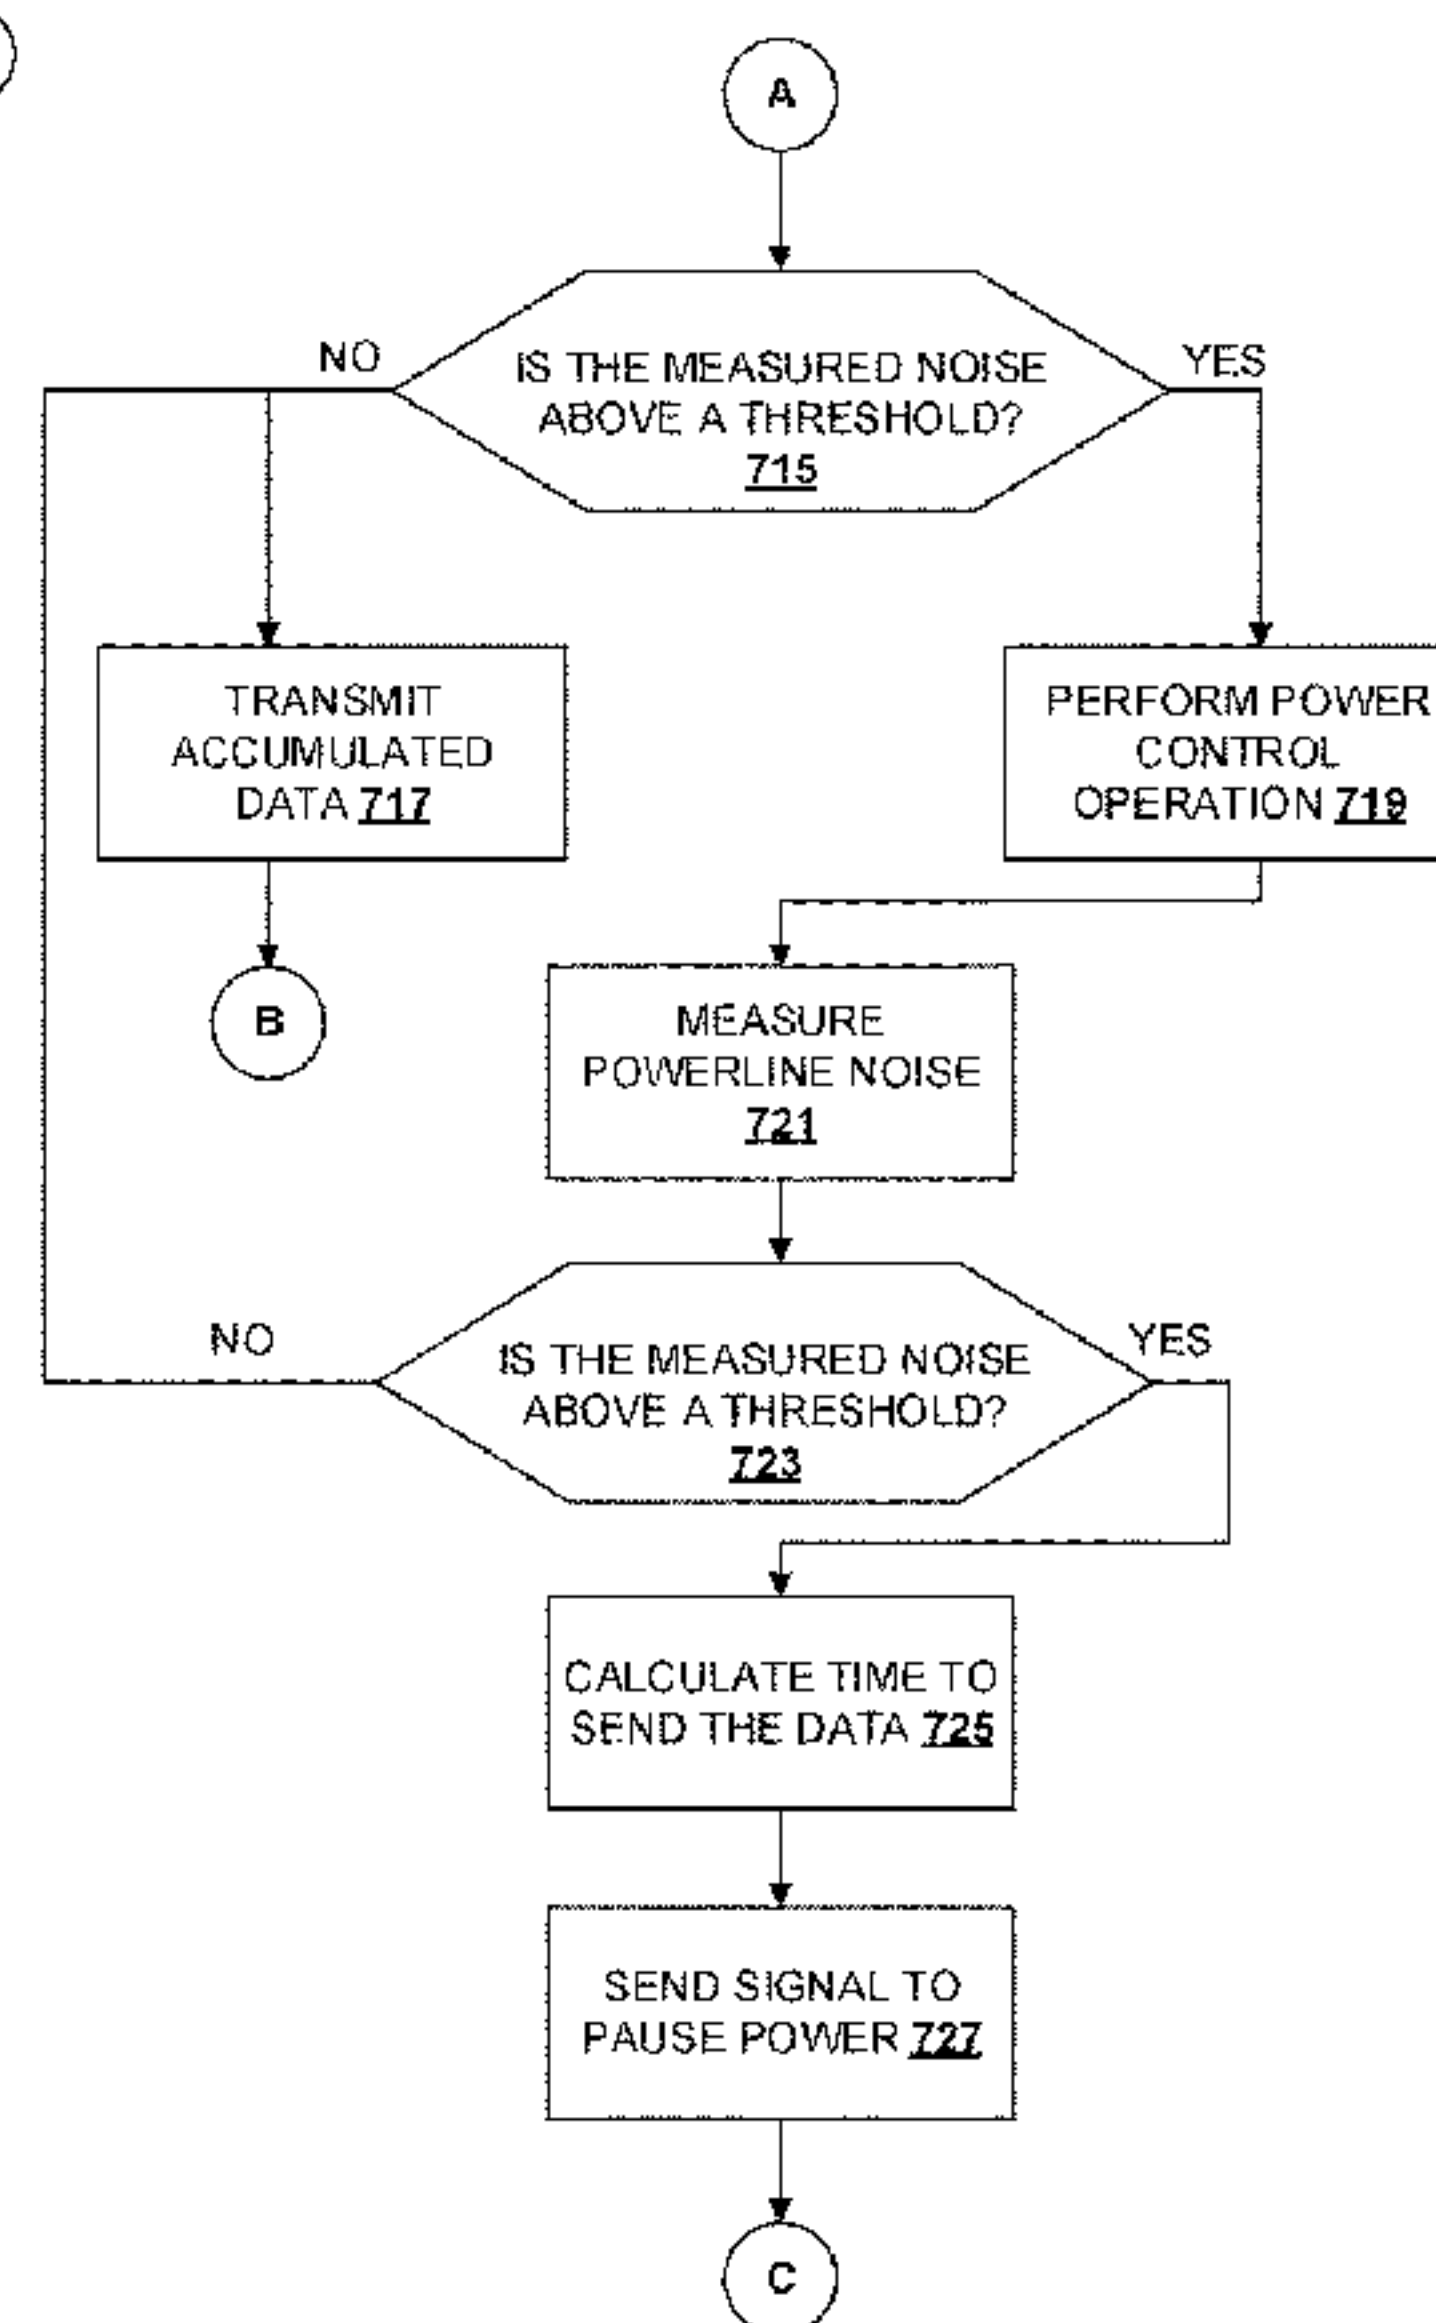 A
NO
YES
IS THE MEASURED NOISE
ABOVE A THRESHOLD?
715
TRANSMIT
ACCUMULATED
DATA 717
PERFORM POWER
CONTROL
OPERATION 719
B
MEASURE
POWERLINE NOISE
721
NO
YES
IS THE MEASURED NOISE
ABOVE A THRESHOLD?
723
CALCULATE TIME TO
SEND THE DATA 725
SEND SIGNAL TO
PAUSE POWER 727
C